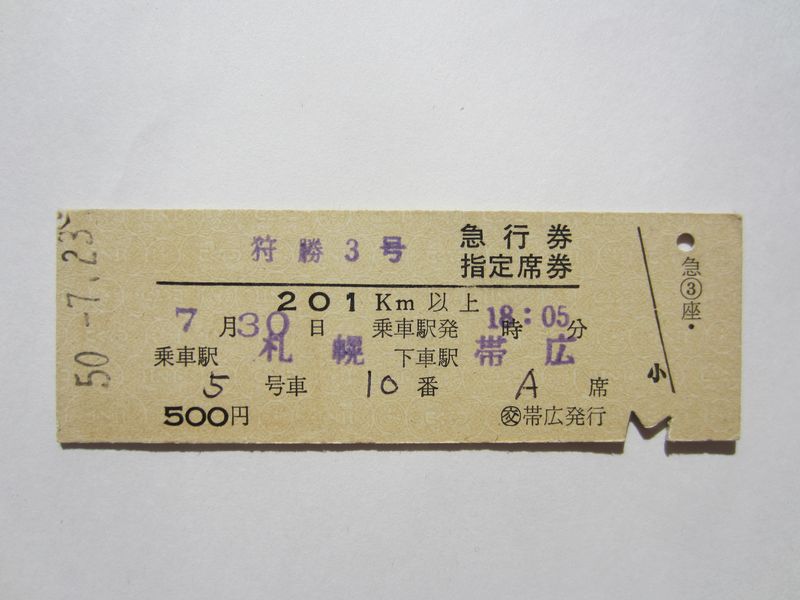 50-7.23
狩勝3号
急行券
指定席券
201Km以上
7月30日 乗車駅発 18:05 時 分
乗車駅 札幌 下車駅 帯広
5号車 10番 A席
500円 ㊋帯広発行
小
急③座・